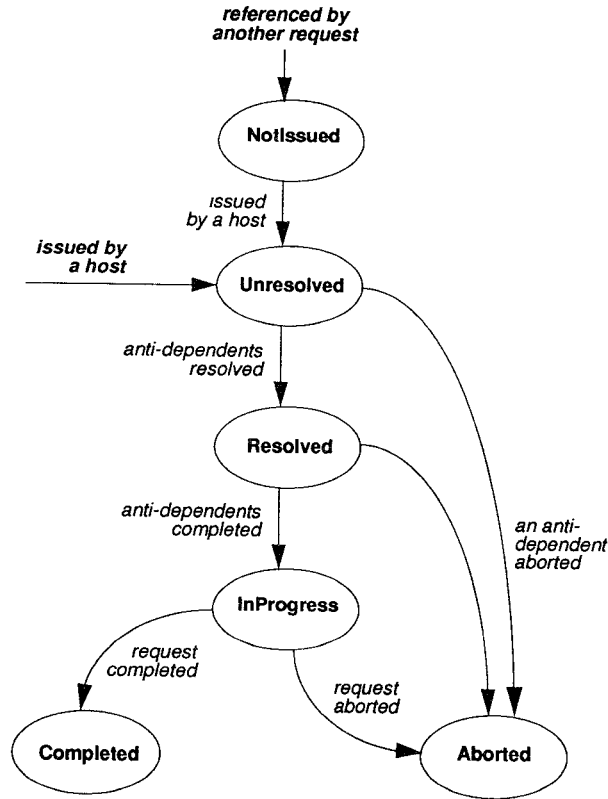 referenced by
another request
NotIssued
issued
by a host
issued by
a host
Unresolved
anti-dependents
resolved
Resolved
anti-dependents
completed
an anti-
dependent
aborted
InProgress
request
completed
request
aborted
Completed
Aborted